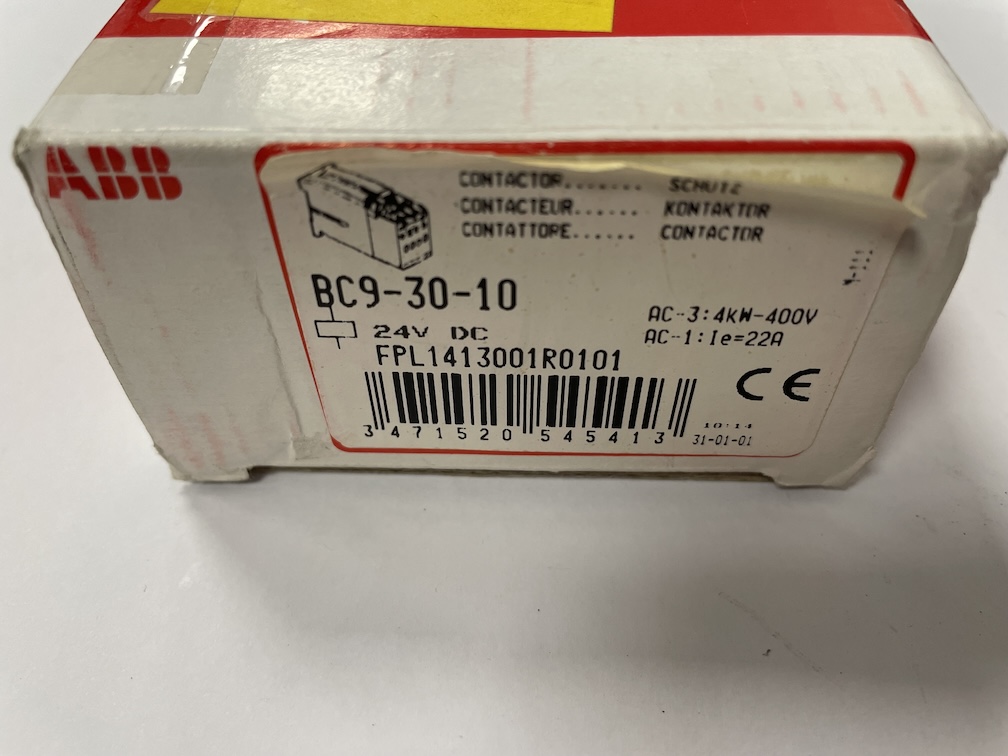 ABB
CONTACTOR....... SCHUTZ
CONTACTEUR...... KONTAKTOR
CONTATTORE...... CONTACTOR
BC9-30-10
24V DC
AC-3:4kW-400V
AC-1:Ie=22A
FPL1413001R0101
CE
3 471520 545413
10:14
31-01-01